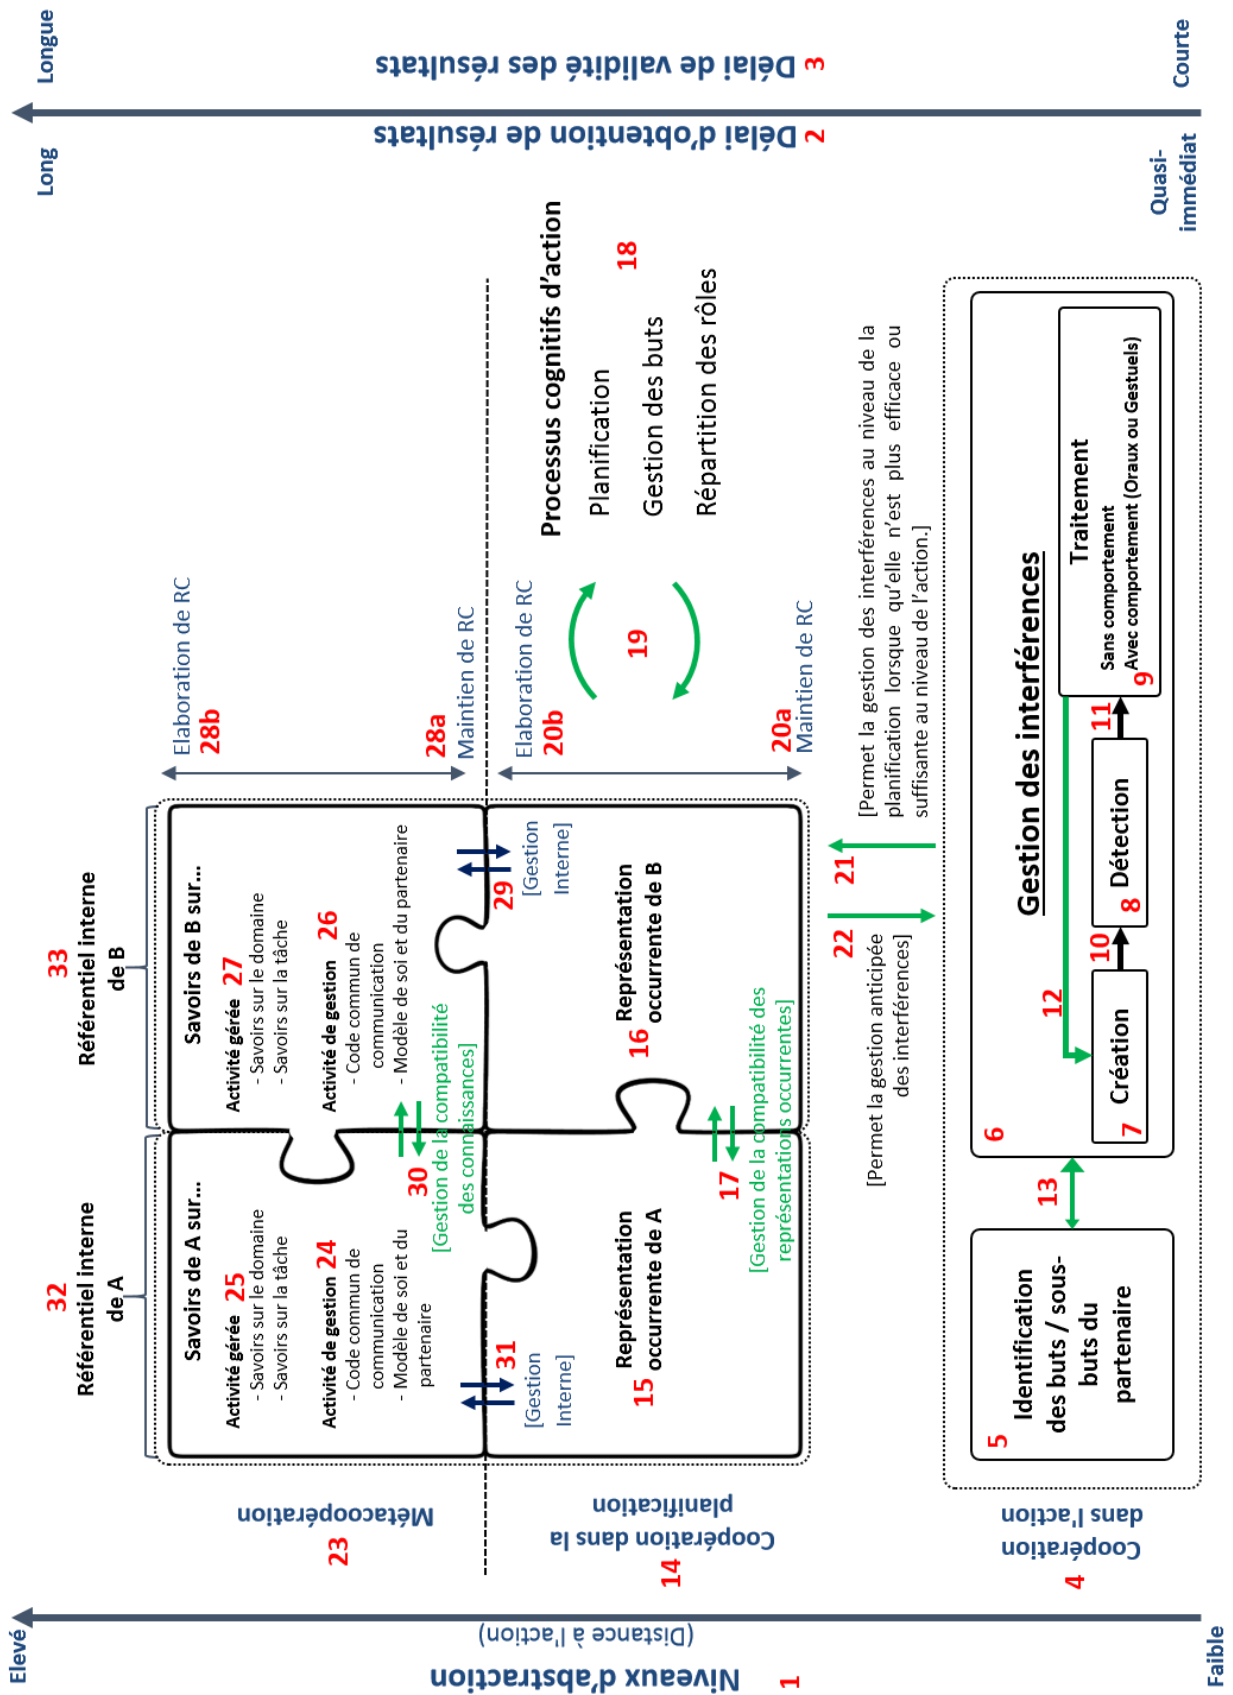 Elevé
Niveaux d'abstraction
(Distance à l'action)
1
Faible
Long
Longue
Délai d'obtention de résultats 2
Délai de validité des résultats 3
Quasi-
immédiat
Courte
32
Référentiel interne
de A
33
Référentiel interne
de B
23
Métacoopération
Savoirs de A sur...
Activité gérée 25
- Savoirs sur le domaine
- Savoirs sur la tâche
Activité de gestion 24
- Code commun de
communication
- Modèle de soi et du
partenaire
Savoirs de B sur...
Activité gérée 27
- Savoirs sur le domaine
- Savoirs sur la tâche
Activité de gestion 26
- Code commun de
communication
- Modèle de soi et du partenaire
30
[Gestion de la compatibilité
des connaissances]
Elaboration de RC
28b
28a
Maintien de RC
31
[Gestion
Interne]
29
[Gestion
Interne]
14
Coopération dans la
planification
Représentation
15 occurrente de A
Représentation
occurrente de B
16
17
[Gestion de la compatibilité des
représentations occurrentes]
Elaboration de RC
20b
19
20a
Maintien de RC
Processus cognitifs d'action
Planification
18
Gestion des buts
Répartition des rôles
22
[Permet la gestion anticipée
des interférences]
21
[Permet la gestion des interférences au niveau de la
planification lorsque qu'elle n'est plus efficace ou
suffisante au niveau de l'action.]
4
Coopération
dans l'action
5
Identification
des buts / sous-
buts du
partenaire
13
6
Gestion des interférences
12
Création
7
10
Détection
8
11
Traitement
Sans comportement
Avec comportement (Oraux ou Gestuels)
9